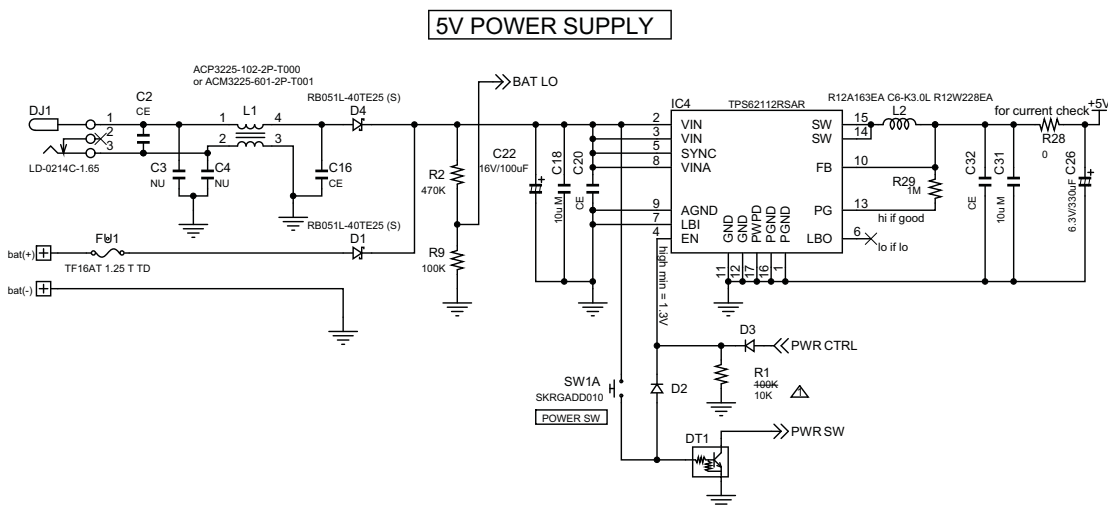 5V POWER SUPPLY
ACP3225-102-2P-T000
or ACM3225-601-2P-T001
BAT LO
RB051L-40TE25 (S)
D4
DJ1
C2
CE
L1
1
2
3
1
4
2
3
LD-0214C-1.65
C3
NU
C4
NU
C16
CE
R2
470K
C22
16V/100uF
C18
10u M
C20
CE
IC4
TPS62112RSAR
2
VIN
3
VIN
5
SYNC
8
VINA
9
AGND
7
LBI
4
EN
SW
15
SW
14
FB
10
PG
13
LBO
6
GND
GND
PWPD
PGND
PGND
11
12
17
16
1
R12A163EA C6-K3.0L R12W228EA
L2
for current check
+5V
R28
0
R29
1M
hi if good
lo if lo
C32
CE
C31
10u M
C26
6.3V/330uF
RB051L-40TE25 (S)
D1
bat(+)
FU1
TF16AT 1.25 T TD
bat(-)
R9
100K
high min = 1.3V
D3
PWR CTRL
R1
100K
10K
1
SW1A
SKRGADD010
POWER SW
D2
DT1
PWR SW